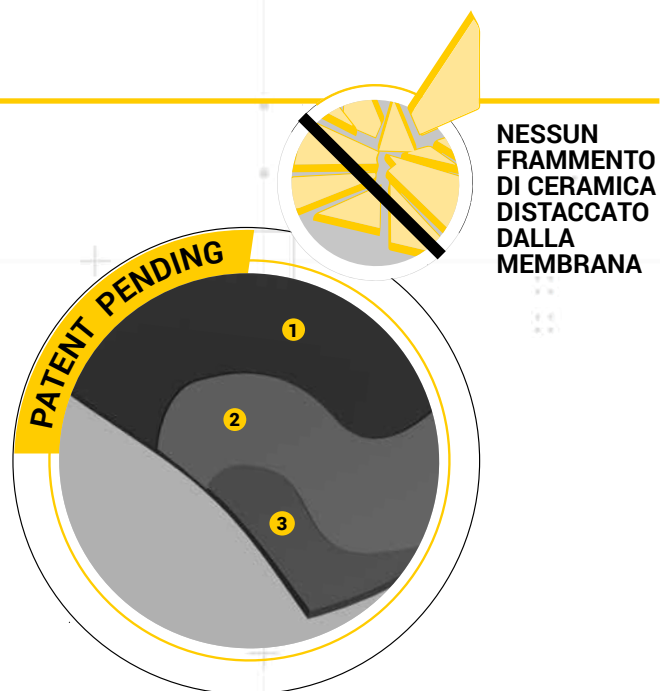 NESSUN
FRAMMENTO
DI CERAMICA
DISTACCATO
DALLA
MEMBRANA
PATENT PENDING
1
2
3